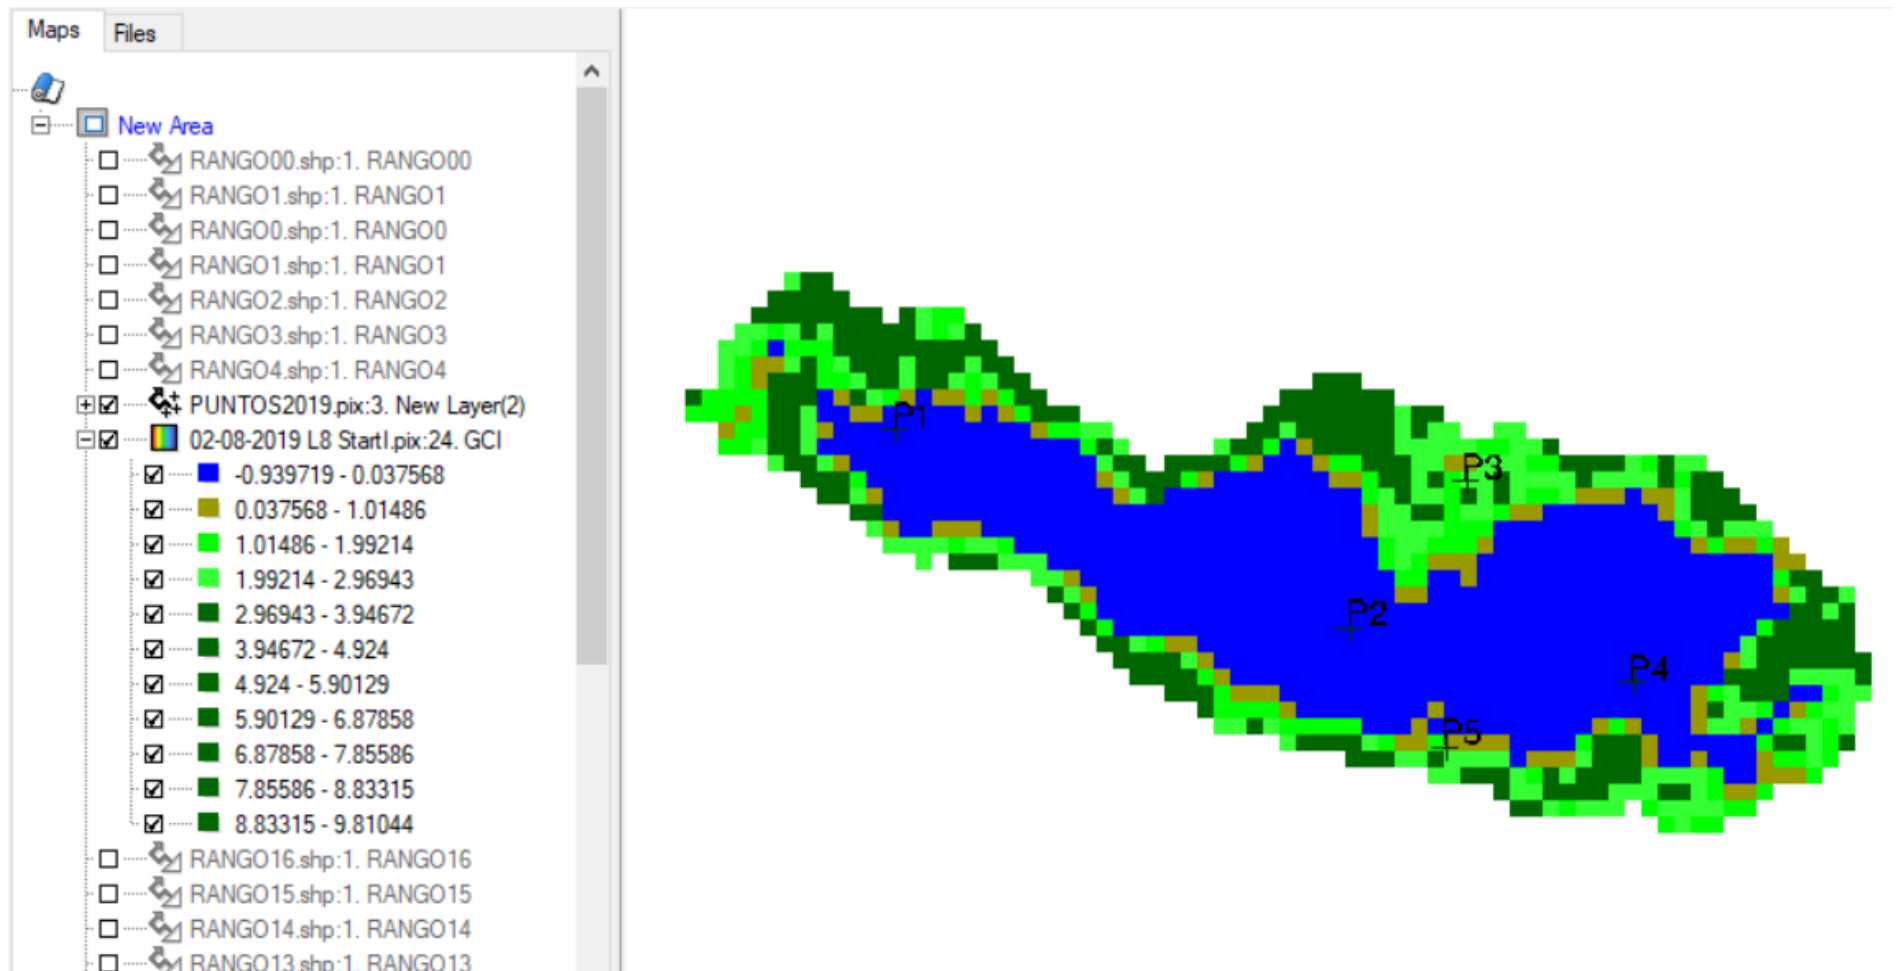 Maps Files
New Area
RANGO00.shp:1. RANGO00
RANGO1.shp:1. RANGO1
RANGO0.shp:1. RANGO0
RANGO1.shp:1. RANGO1
RANGO2.shp:1. RANGO2
RANGO3.shp:1. RANGO3
RANGO4.shp:1. RANGO4
PUNTOS2019.pix:3. New Layer(2)
02-08-2019 L8 StartI.pix:24. GCI
-0.939719 - 0.037568
0.037568 - 1.01486
1.01486 - 1.99214
1.99214 - 2.96943
2.96943 - 3.94672
3.94672 - 4.924
4.924 - 5.90129
5.90129 - 6.87858
6.87858 - 7.85586
7.85586 - 8.83315
8.83315 - 9.81044
RANGO16.shp:1. RANGO16
RANGO15.shp:1. RANGO15
RANGO14.shp:1. RANGO14
RANGO13.shp:1. RANGO13
P1
P3
P2
P4
P5